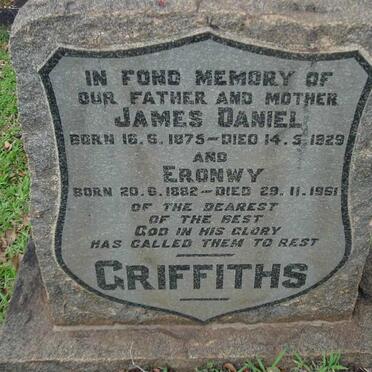 IN FOND MEMORY OF
OUR FATHER AND MOTHER
JAMES DANIEL
BORN 16.6.1875–DIED 14.5.1929
AND
ERONWY
BORN 20.6.1882–DIED 29.11.1951
OF THE DEAREST
OF THE BEST
GOD IN HIS GLORY
HAS CALLED THEM TO REST
GRIFFITHS